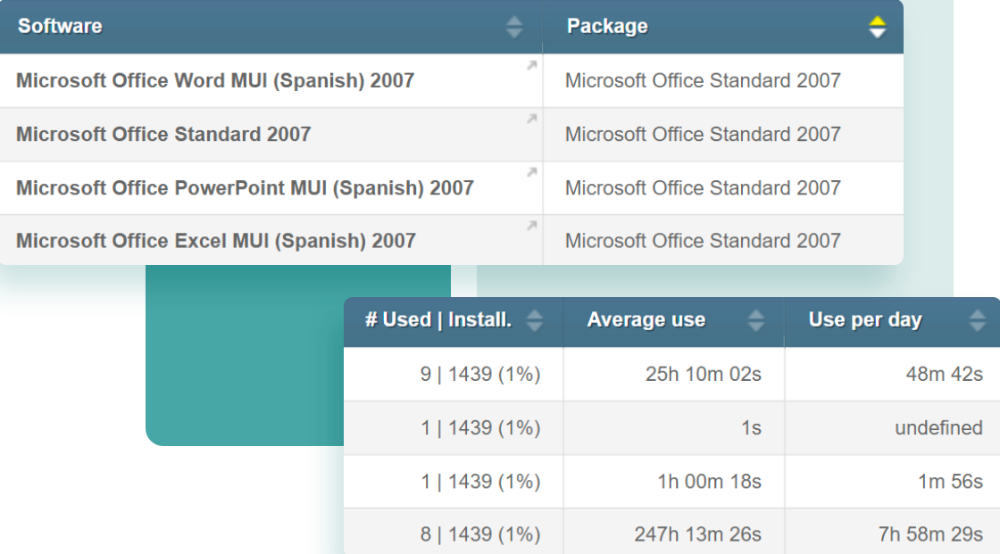 Software Package
Microsoft Office Word MUI (Spanish) 2007 Microsoft Office Standard 2007
Microsoft Office Standard 2007 Microsoft Office Standard 2007
Microsoft Office PowerPoint MUI (Spanish) 2007 Microsoft Office Standard 2007
Microsoft Office Excel MUI (Spanish) 2007 Microsoft Office Standard 2007
# Used | Install. Average use Use per day
9 | 1439 (1%) 25h 10m 02s 48m 42s
1 | 1439 (1%) 1s undefined
1 | 1439 (1%) 1h 00m 18s 1m 56s
8 | 1439 (1%) 247h 13m 26s 7h 58m 29s